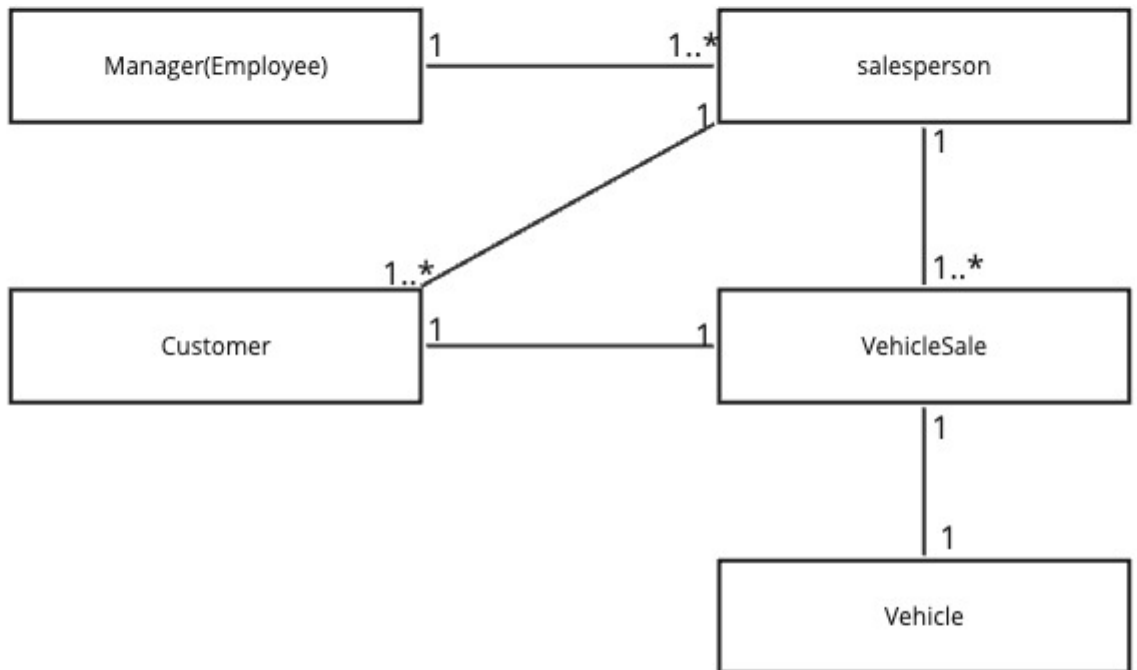 Manager(Employee)
1
1..*
salesperson
1
1
1..*
1..*
Customer
1
1
VehicleSale
1
1
Vehicle